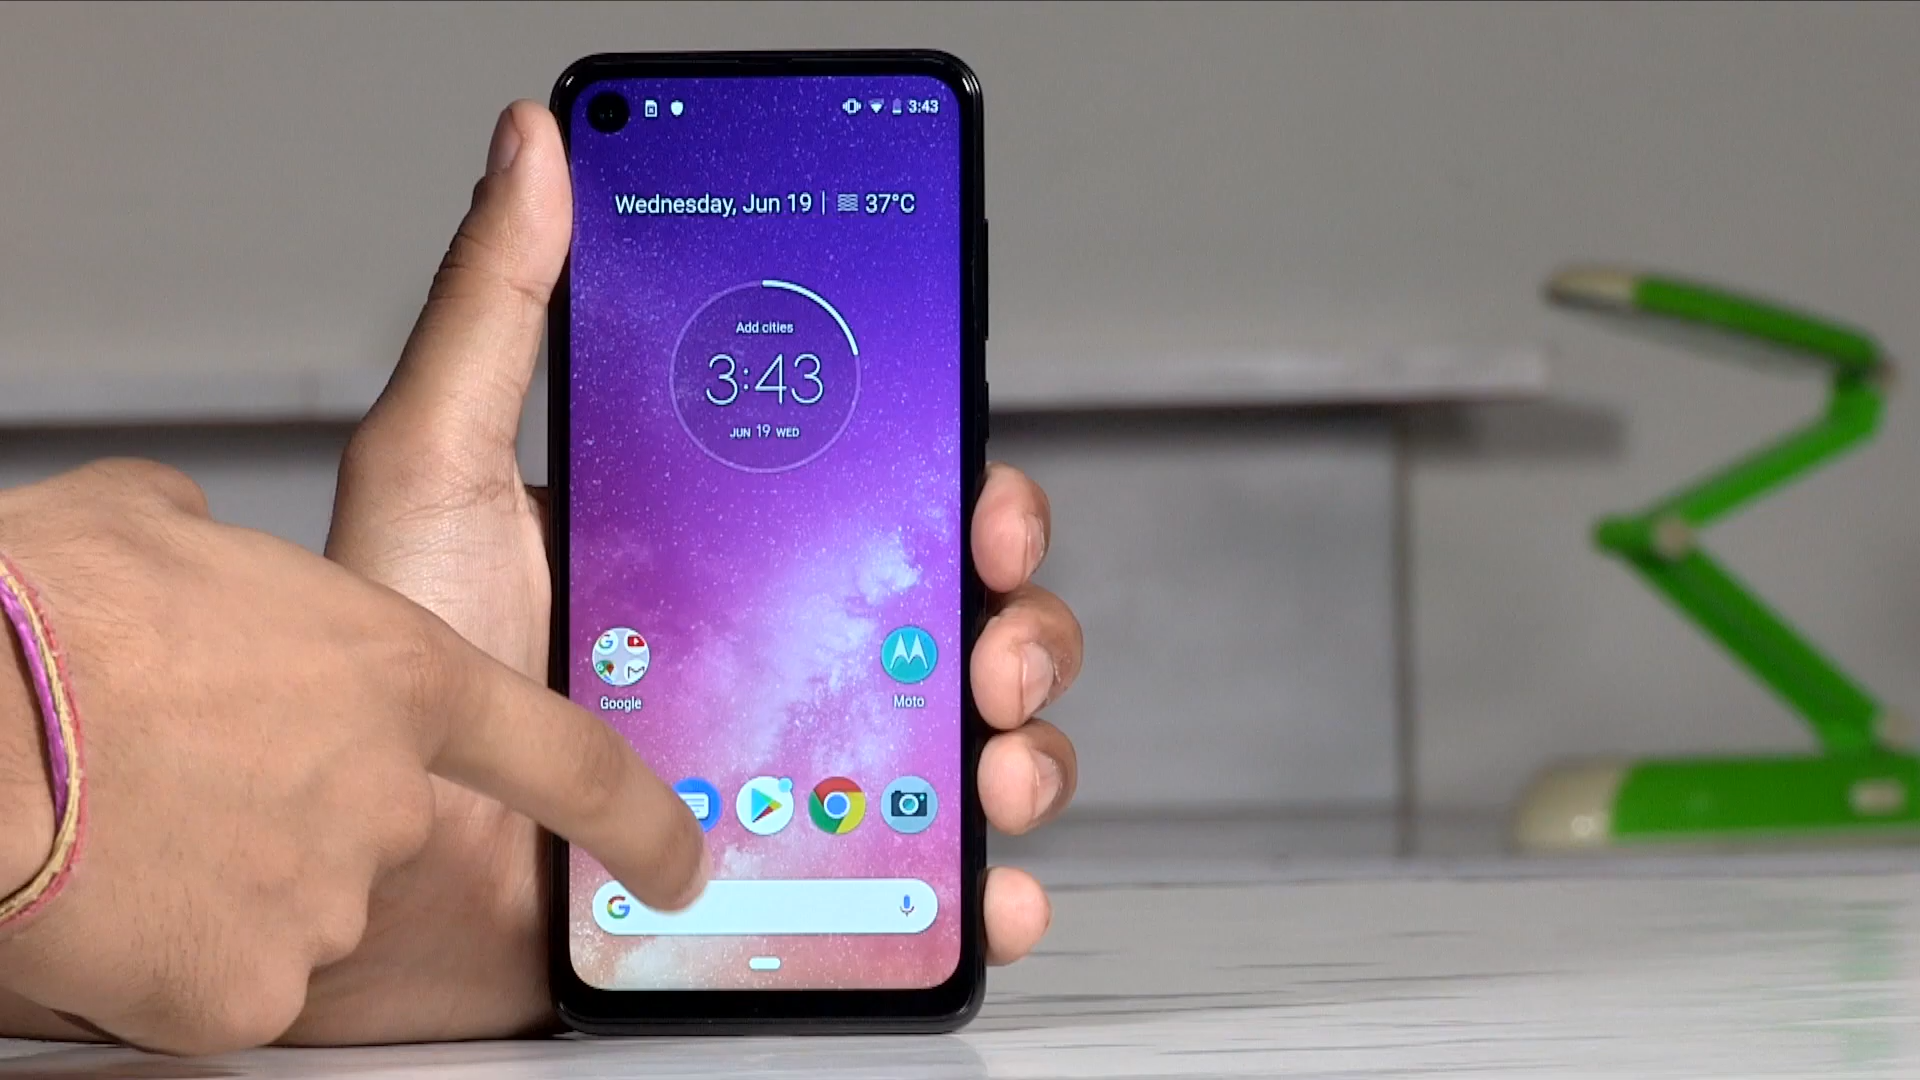 3:43
Wednesday, Jun 19 | 37°C
Add cities
3:43
JUN 19 WED
Google
Moto